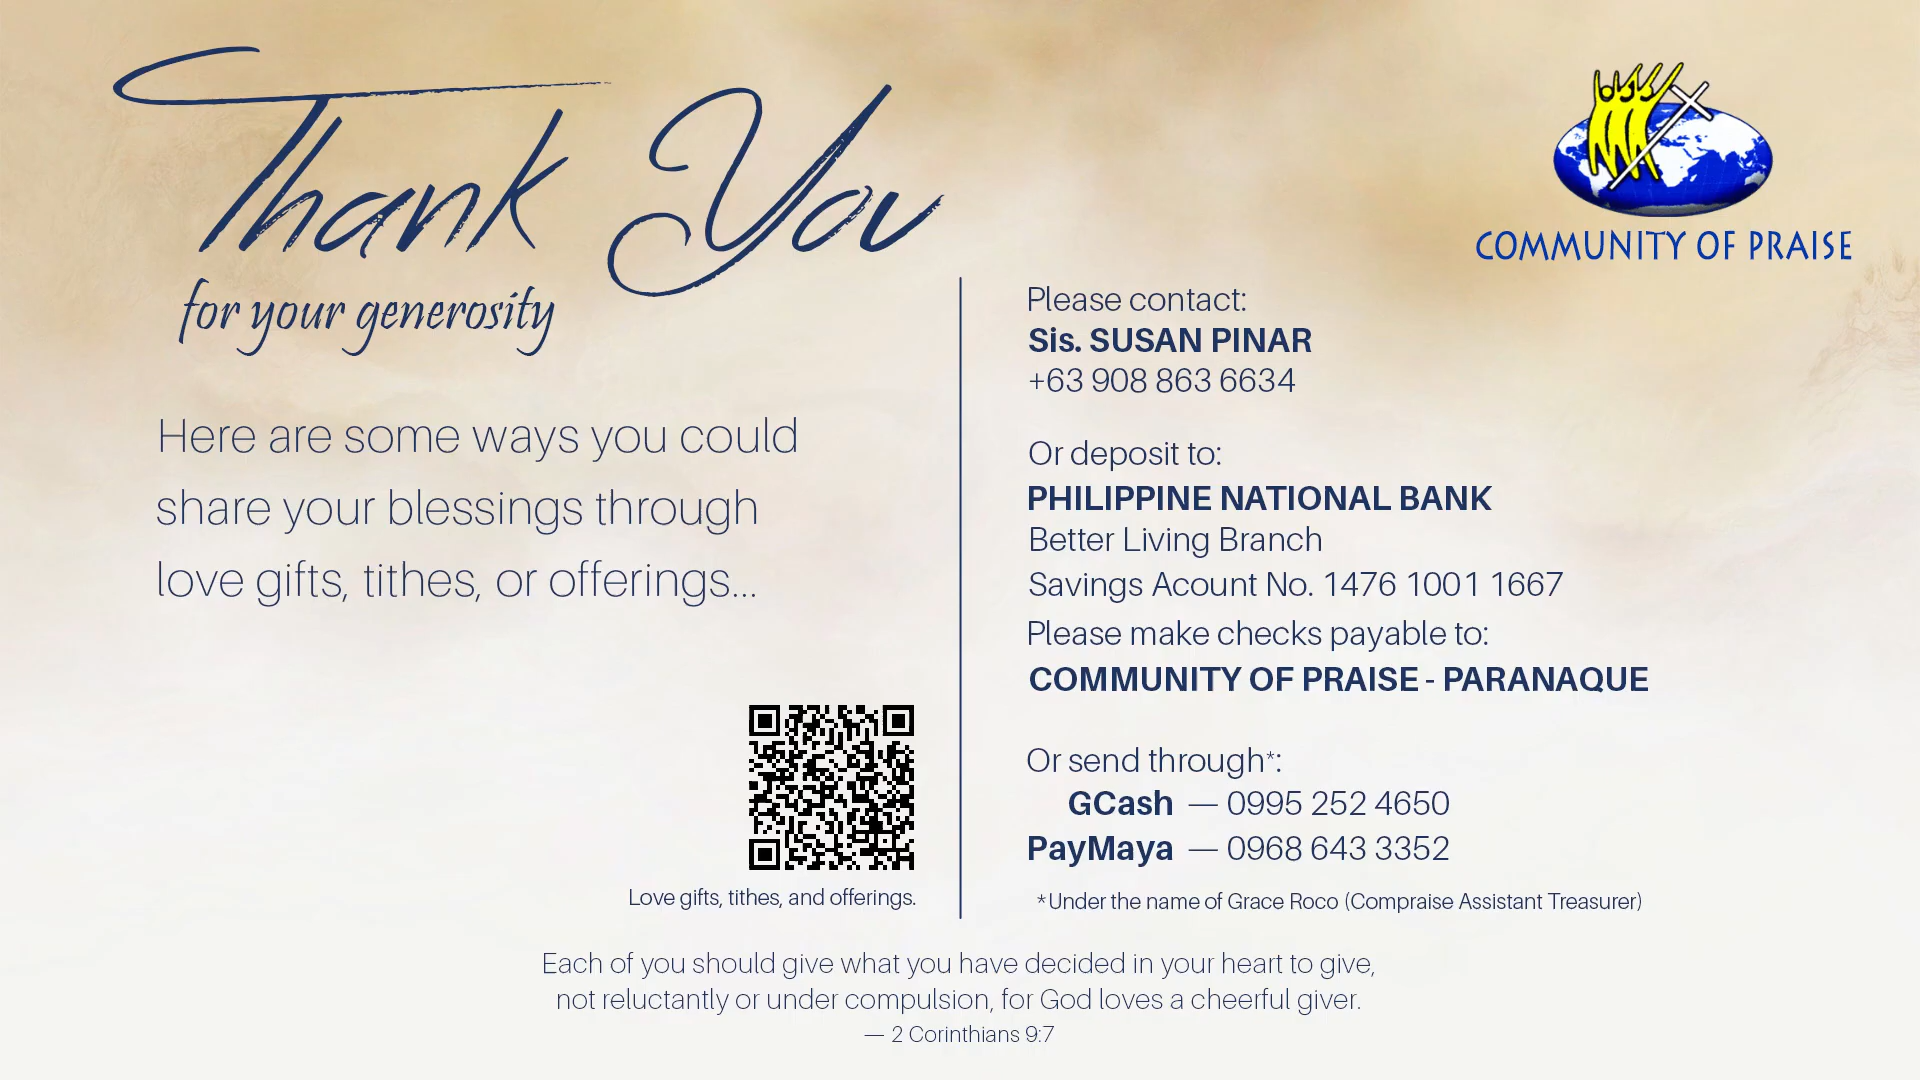 Thank You
for your generosity
Here are some ways you could
share your blessings through
love gifts, tithes, or offerings...
Love gifts, tithes, and offerings.
COMMUNITY OF PRAISE
Please contact:
Sis. SUSAN PINAR
+63 908 863 6634
Or deposit to:
PHILIPPINE NATIONAL BANK
Better Living Branch
Savings Acount No. 1476 1001 1667
Please make checks payable to:
COMMUNITY OF PRAISE - PARANAQUE
Or send through*:
GCash — 0995 252 4650
PayMaya — 0968 643 3352
*Under the name of Grace Roco (Compraise Assistant Treasurer)
Each of you should give what you have decided in your heart to give,
not reluctantly or under compulsion, for God loves a cheerful giver.
— 2 Corinthians 9:7